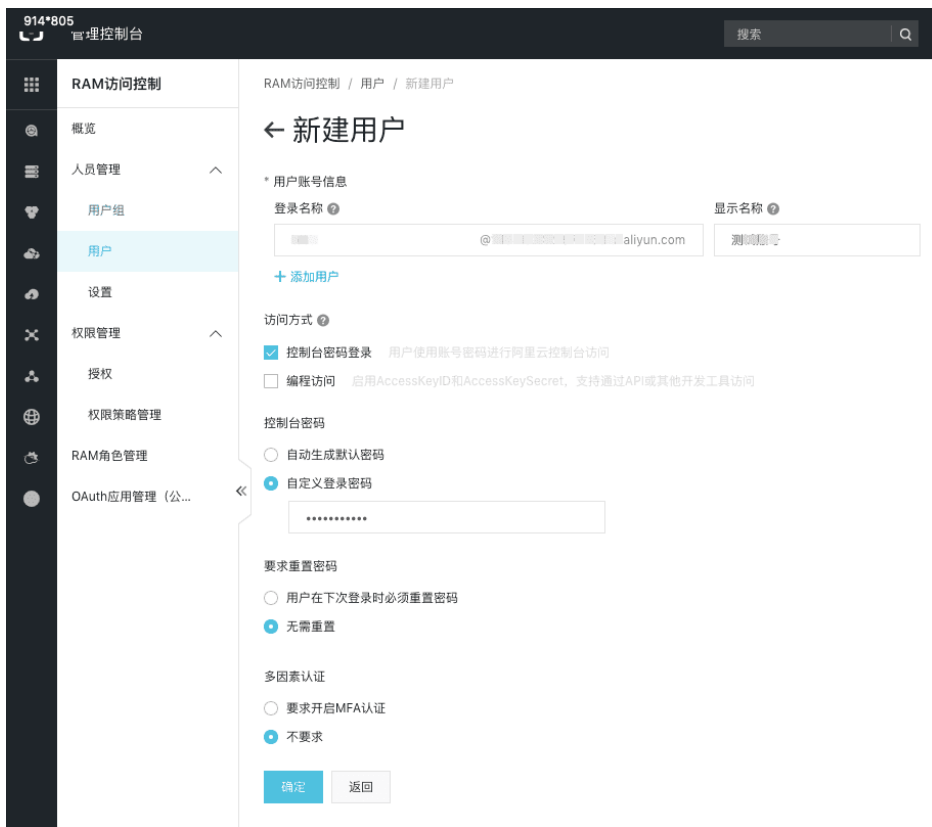 914*805
管理控制台
搜索
RAM访问控制
概览
人员管理
用户组
用户
设置
权限管理
授权
权限策略管理
RAM角色管理
OAuth应用管理（公...
RAM访问控制 / 用户 / 新建用户
← 新建用户
* 用户账号信息
登录名称
显示名称
@ aliyun.com
+ 添加用户
访问方式
控制台密码登录 用户使用账号密码进行阿里云控制台访问
编程访问 启用AccessKeyID和AccessKeySecret，支持通过API或其他开发工具访问
控制台密码
自动生成默认密码
自定义登录密码
•••••••••••
要求重置密码
用户在下次登录时必须重置密码
无需重置
多因素认证
要求开启MFA认证
不要求
确定
返回